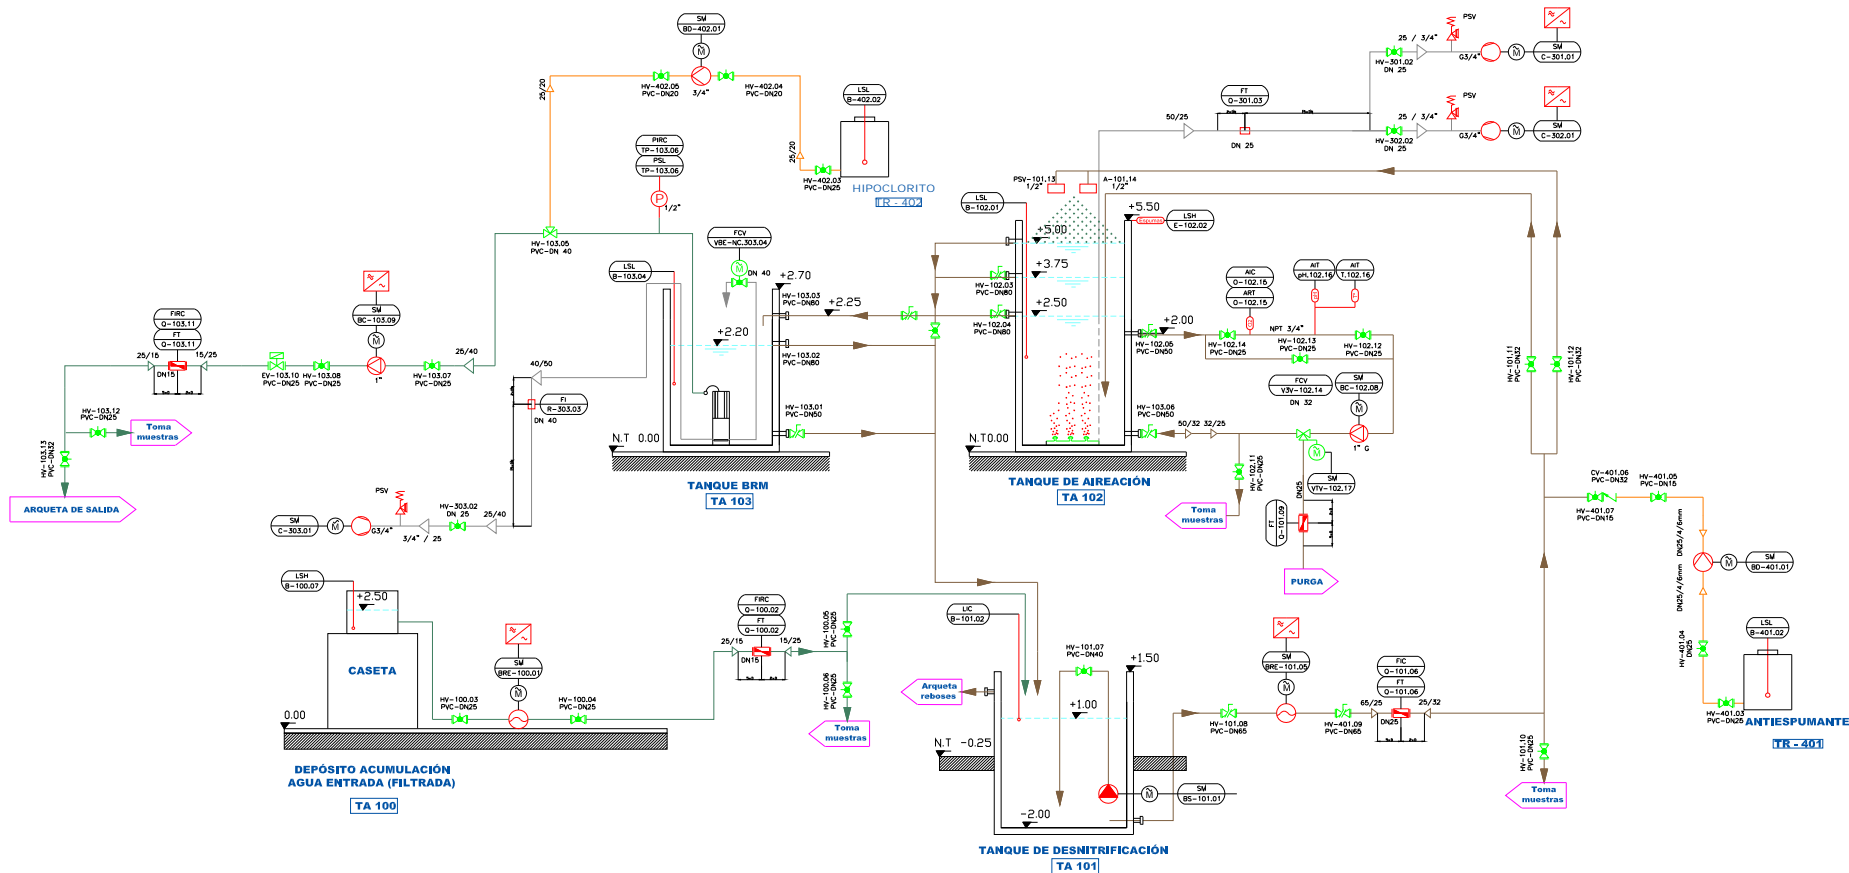 SM
BD-402.01
M
3/4"
HV-402.05
PVC-DN20
HV-402.04
PVC-DN20
25/20
LSL
B-402.02
25/20
HV-402.03
PVC-DN25
HIPOCLORITO
TR - 402
PIRC
TP-103.06
PSL
TP-103.06
P
1/2"
HV-103.05
PVC-DN 40
FCV
VBE-NC.303.04
M
DN 40
LSL
B-103.04
+2.70
HV-103.03
PVC-DN80
+2.25
+2.20
HV-103.02
PVC-DN80
HV-103.01
PVC-DN50
N.T 0.00
TANQUE BRM
TA 103
SM
BC-103.09
M
1"
FIRC
Q-103.11
FT
Q-103.11
25/15
15/25
DN15
EV-103.10
PVC-DN25
HV-103.08
PVC-DN25
HV-103.07
PVC-DN25
25/40
40/50
FI
R-303.03
DN 40
HV-103.12
PVC-DN25
Toma
muestras
HV-103.13
PVC-DN32
ARQUETA DE SALIDA
SM
C-303.01
M
G3/4"
PSV
3/4" / 25
HV-303.02
DN 25
25/40
PSV
25 / 3/4"
HV-301.02
DN 25
G3/4"
M
SM
C-301.01
FT
Q-301.03
50/25
DN 25
PSV
25 / 3/4"
HV-302.02
DN 25
G3/4"
M
SM
C-302.01
PSV-101.13
1/2"
A-101.14
1/2"
LSL
B-102.01
+5.50
Espumas
LSH
E-102.02
+5.00
+3.75
HV-102.03
PVC-DN80
+2.50
HV-102.04
PVC-DN80
+2.00
HV-102.05
PVC-DN50
AIC
O-102.15
ART
O-102.15
AIT
pH.102.16
AIT
T.102.16
NPT 3/4"
HV-102.14
PVC-DN25
HV-102.13
PVC-DN25
HV-102.12
PVC-DN25
FCV
V3V-102.14
DN 32
SM
BC-102.08
M
1" G
HV-103.06
PVC-DN50
50/32
32/25
N.T0.00
TANQUE DE AIREACIÓN
TA 102
HV-102.11
PVC-DN25
Toma
muestras
M
SM
VTV-102.17
DN25
FT
Q-101.09
PURGA
HV-101.11
PVC-DN32
HV-101.12
PVC-DN32
CV-401.06
PVC-DN32
HV-401.05
PVC-DN15
HV-401.07
PVC-DN15
DN25/4/6mm
M
SM
BD-401.01
DN25/4/6mm
HV-401.04
DN25
LSL
B-401.02
HV-401.03
PVC-DN25
ANTIESPUMANTE
TR - 401
LSH
B-100.07
+2.50
CASETA
0.00
SM
BRE-100.01
M
HV-100.03
PVC-DN25
HV-100.04
PVC-DN25
DEPÓSITO ACUMULACIÓN
AGUA ENTRADA (FILTRADA)
TA 100
FIRC
Q-100.02
FT
Q-100.02
25/15
15/25
DN15
HV-100.05
PVC-DN25
HV-100.06
PVC-DN25
Toma
muestras
LIC
B-101.02
Arqueta
reboses
HV-101.07
PVC-DN40
+1.50
+1.00
N.T -0.25
-2.00
M
SM
BS-101.01
TANQUE DE DESNITRIFICACIÓN
TA 101
SM
BRE-101.05
M
HV-101.08
PVC-DN65
HV-401.09
PVC-DN65
FIC
Q-101.06
FT
Q-101.06
65/25
25/32
DN25
HV-101.10
PVC-DN25
Toma
muestras